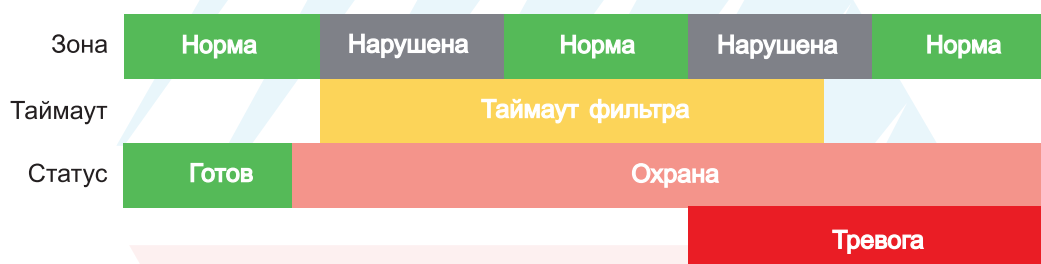 Зона Норма Нарушена Норма Нарушена Норма
Таймаут Таймаут фильтра
Статус Готов Охрана
Тревога